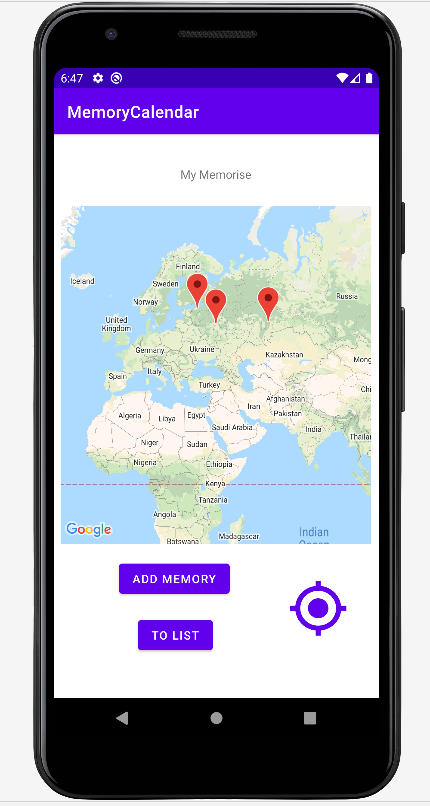 6:47
MemoryCalendar
My Memorise
Finland
Iceland
Sweden
Russia
Norway
United
Kingdom
Germany
Ukraine
Kazakhstan
Mong
Italy
Spain
Turkey
Chi
Afghanistan
Algeria
Libya
Egypt
Iran
Pakistan
Saudi Arabia
India
Niger
Sudan
Thailan
Nigeria
Ethiopia
Kenya
Tanzania
Angola
Google
Botswana
Madagascar
Indian
Ocean
ADD MEMORY
TO LIST